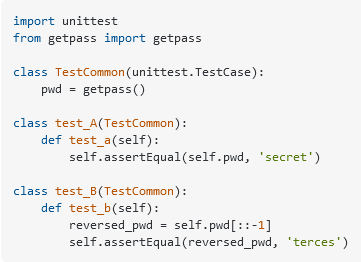 import unittest
from getpass import getpass

class TestCommon(unittest.TestCase):
    pwd = getpass()

class test_A(TestCommon):
    def test_a(self):
        self.assertEqual(self.pwd, 'secret')

class test_B(TestCommon):
    def test_b(self):
        reversed_pwd = self.pwd[::-1]
        self.assertEqual(reversed_pwd, 'terces')